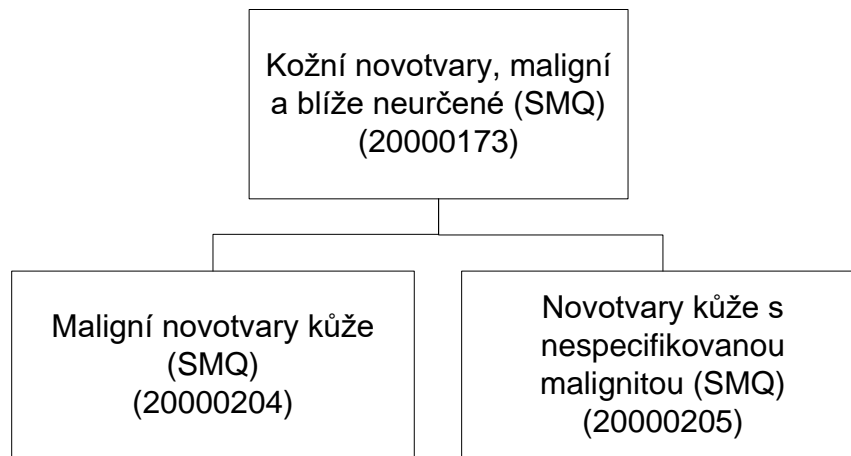 Kožní novotvary, maligní
a blíže neurčené (SMQ)
(20000173)
Maligní novotvary kůže
(SMQ)
(20000204)
Novotvary kůže s
nespecifikovanou
malignitou (SMQ)
(20000205)